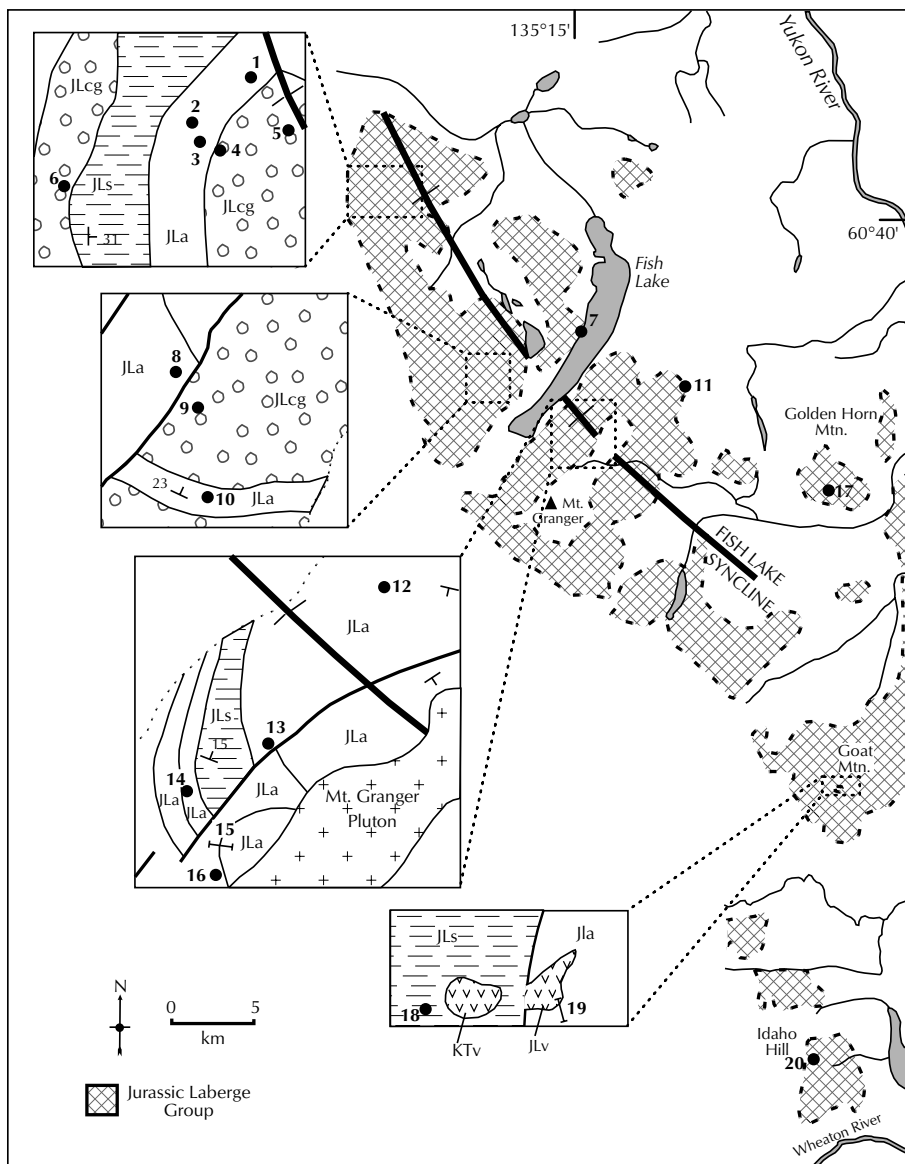 135°15'
Yukon River
60°40'
JLcg
1
2
3
4
5
6
JLs
JLcg
31
JLa
Fish
Lake
7
8
JLa
9
JLcg
23
10
JLa
11
Golden Horn
Mtn.
17
Mt.
Granger
FISH LAKE
SYNCLINE
12
JLa
JLs
13
15
JLa
14
JLa
JLa
JLa
Mt. Granger
Pluton
15
JLa
16
Goat
Mtn.
JLs
Jla
18
19
KTv
JLv
N
0
5
km
Idaho
Hill
20
Jurassic Laberge
Group
Wheaton River